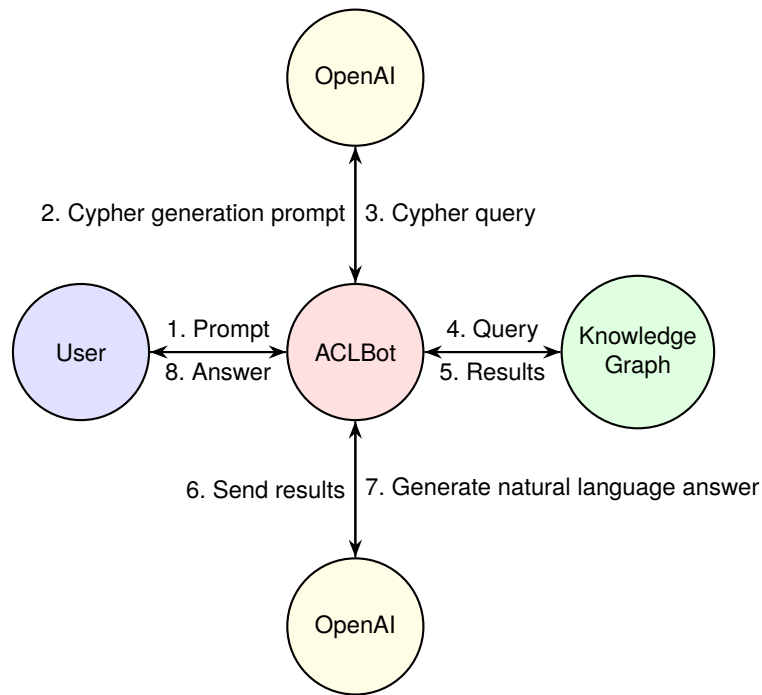 OpenAI
2. Cypher generation prompt
3. Cypher query
User
1. Prompt
8. Answer
ACLBot
4. Query
5. Results
Knowledge
Graph
6. Send results
7. Generate natural language answer
OpenAI